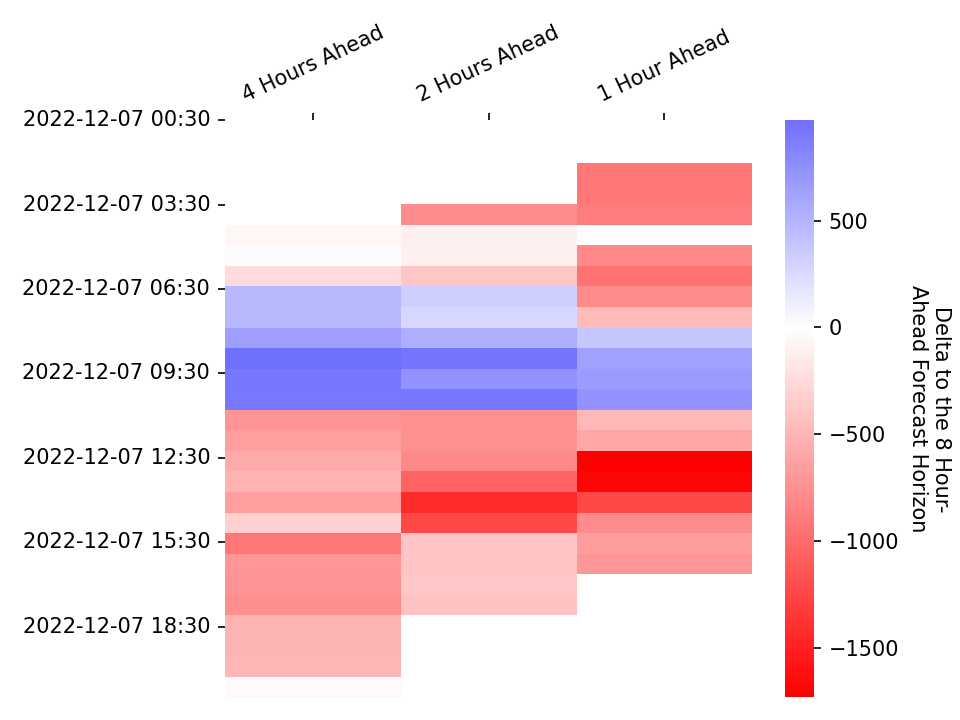 4 Hours Ahead
2 Hours Ahead
1 Hour Ahead
2022-12-07 00:30
2022-12-07 03:30
2022-12-07 06:30
2022-12-07 09:30
2022-12-07 12:30
2022-12-07 15:30
2022-12-07 18:30
500
0
−500
−1000
−1500
Delta to the 8 Hour-
Ahead Forecast Horizon